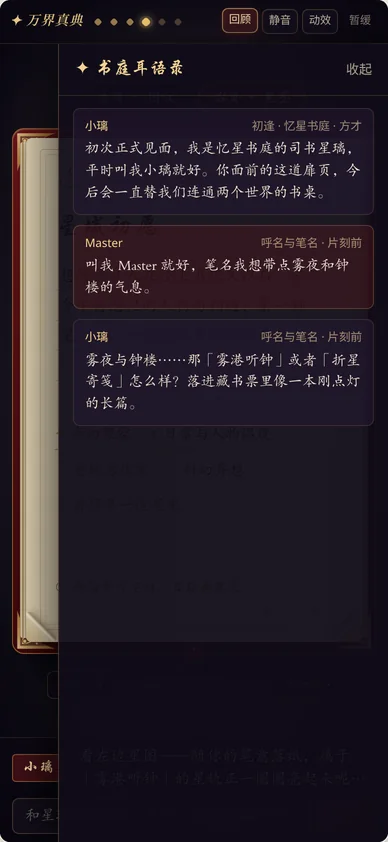 ✦ 万界真典
回顾
静音
动效
暂缓
✦ 书庭耳语录
收起
小璃
初逢·忆星书庭·方才
初次正式见面，我是忆星书庭的司书星璃，
平时叫我小璃就好。你面前的这道扉页，今
后会一直替我们连通两个世界的书桌。
Master
呼名与笔名·片刻前
叫我 Master 就好，笔名我想带点雾夜和钟
楼的气息。
小璃
呼名与笔名·片刻前
雾夜与钟楼……那「雾港听钟」或者「折星
寄笺」怎么样？落进藏书票里像一本刚点灯
的长篇。
小璃
和星